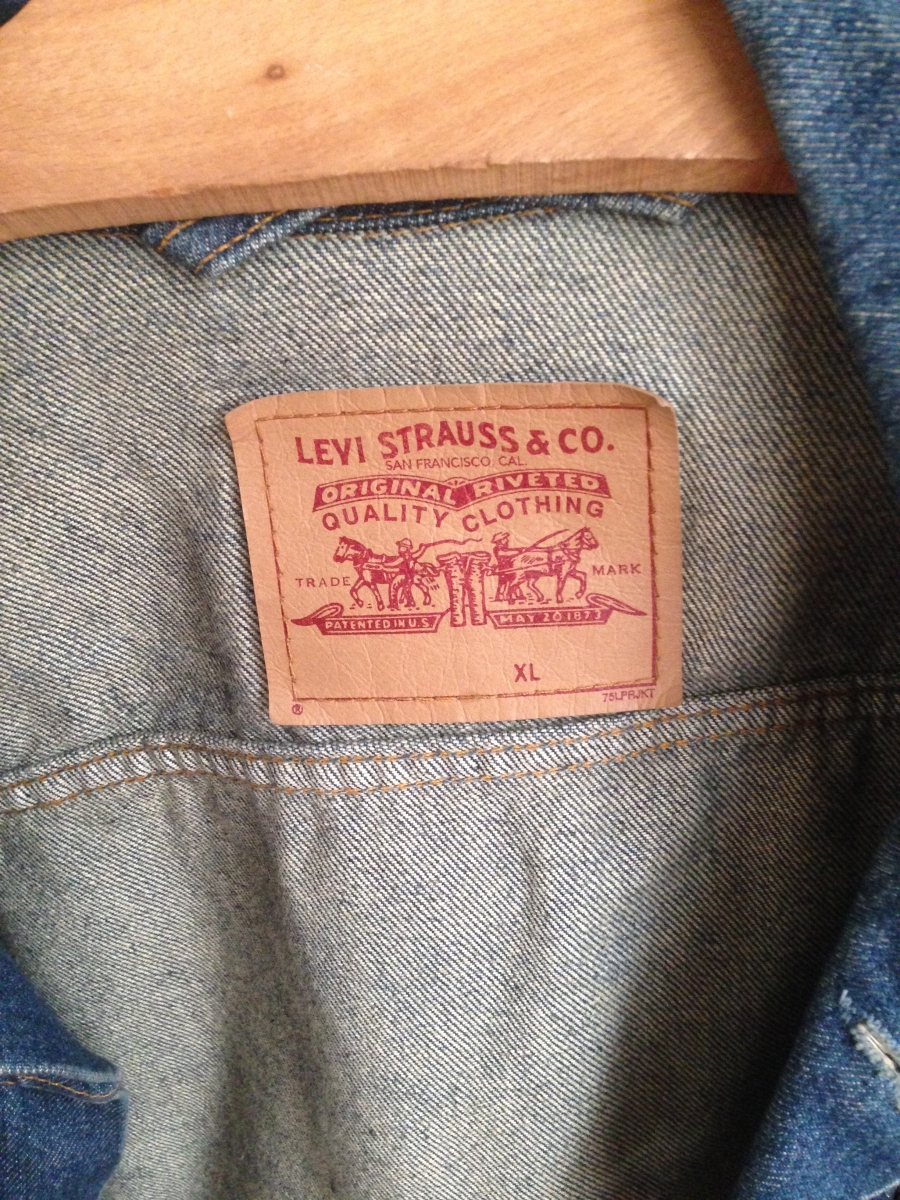 LEVI STRAUSS & CO.
SAN FRANCISCO, CAL.
ORIGINAL RIVETED
QUALITY CLOTHING
TRADE MARK
PATENTED IN U.S. MAY 20 1873
XL
® 75LPRJKT